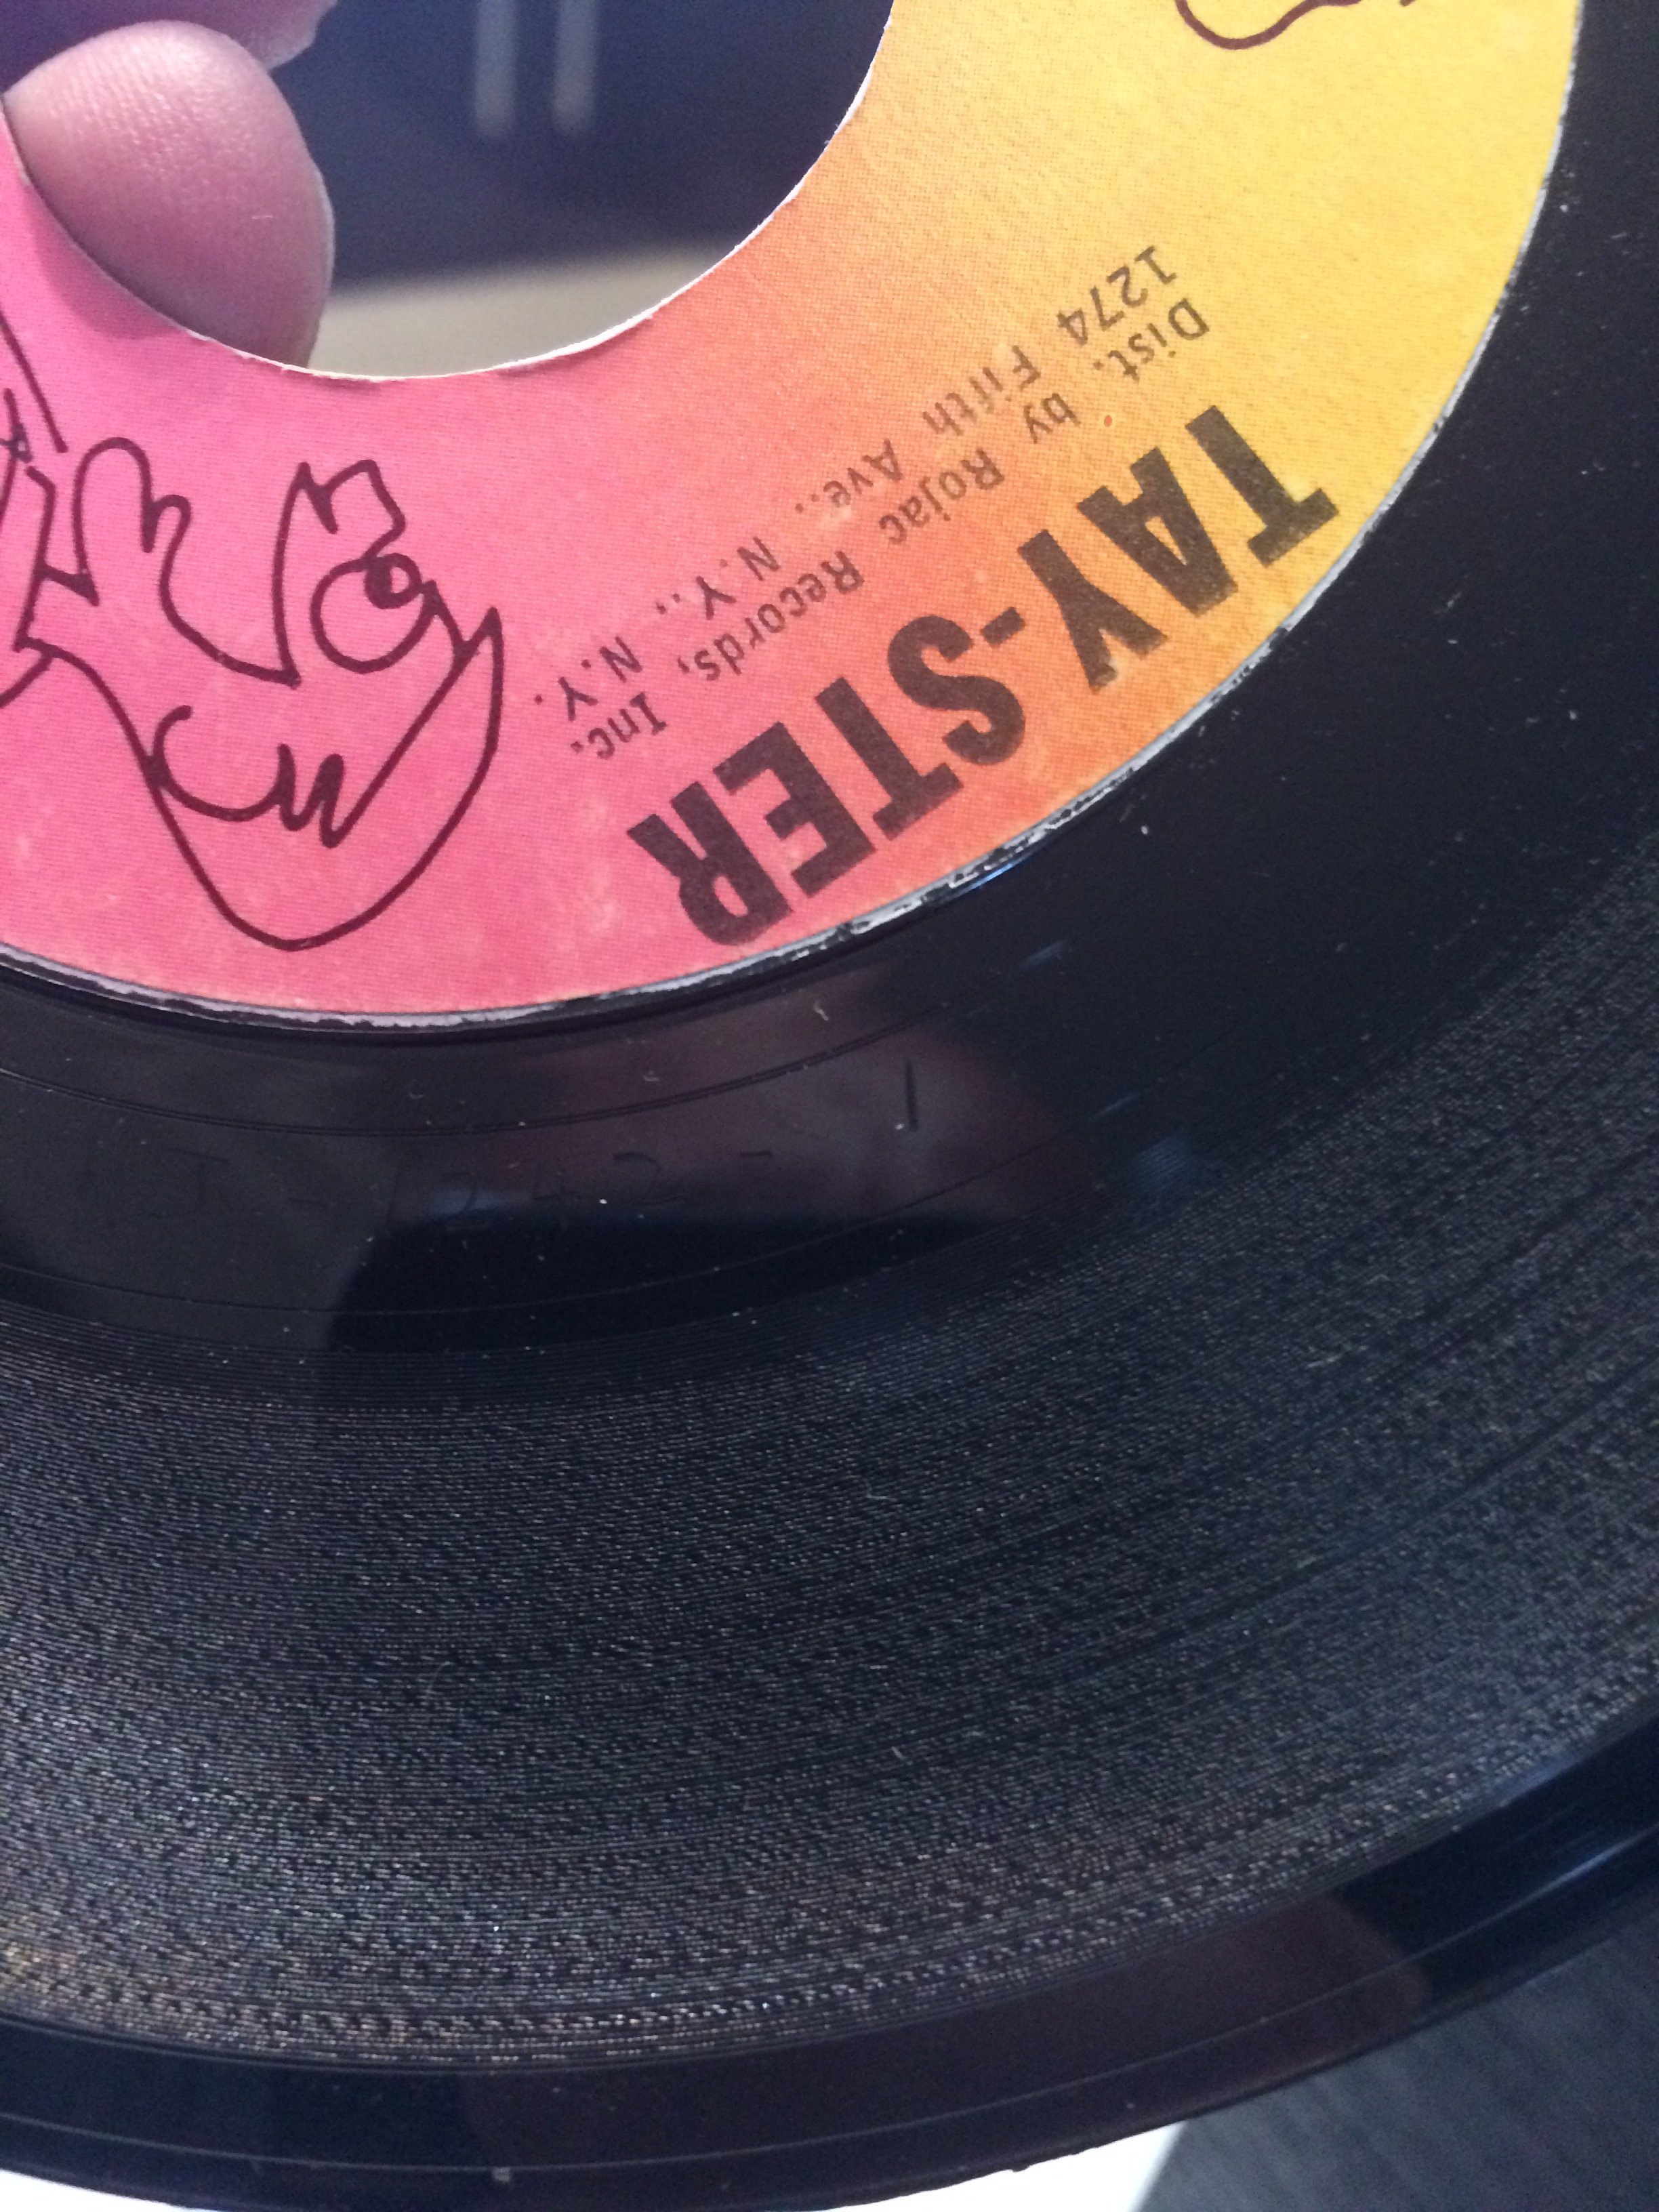 TAY-STER
Dist. by Rojac Records, Inc.
1274 Fifth Ave., N.Y., N.Y.